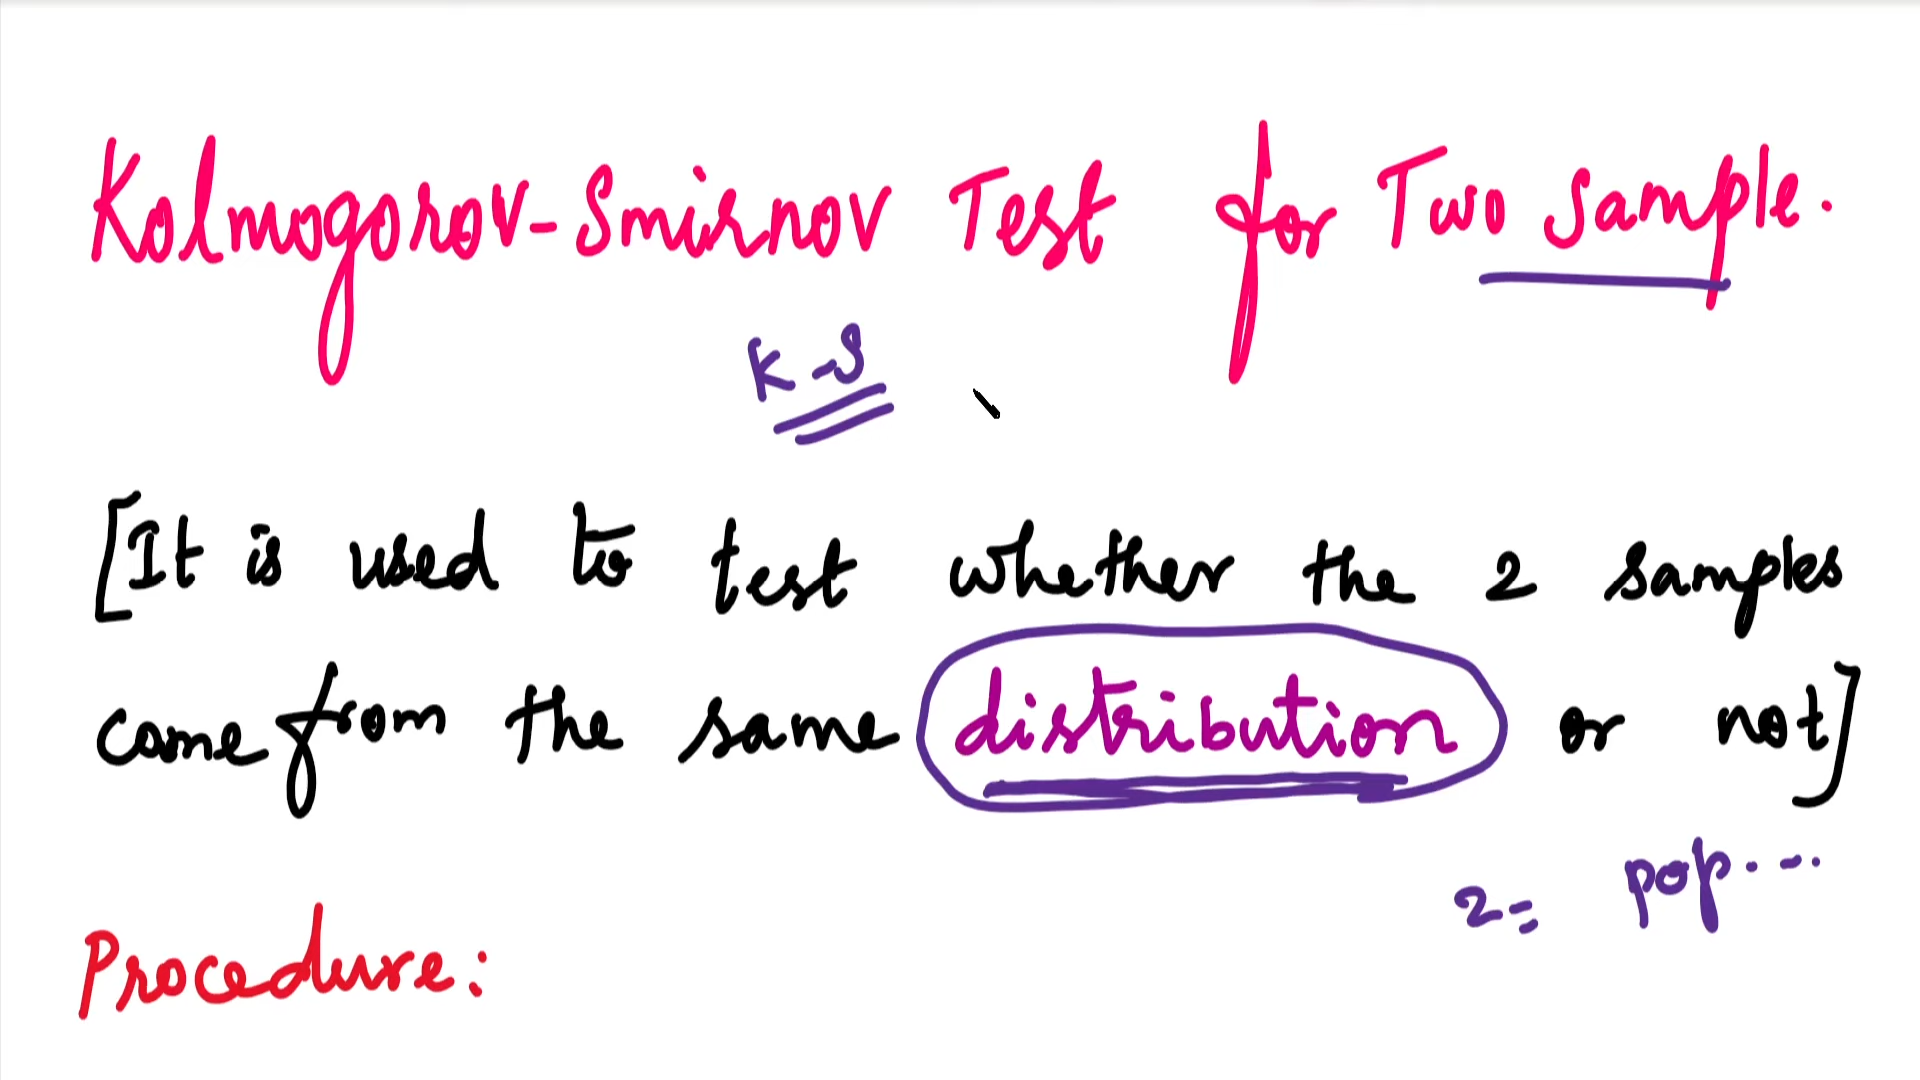 Kolmogorov-Smirnov Test for Two Sample.
K-S
[It is used to test whether the 2 samples
come from the same distribution or not]
2= pop....
Procedure: